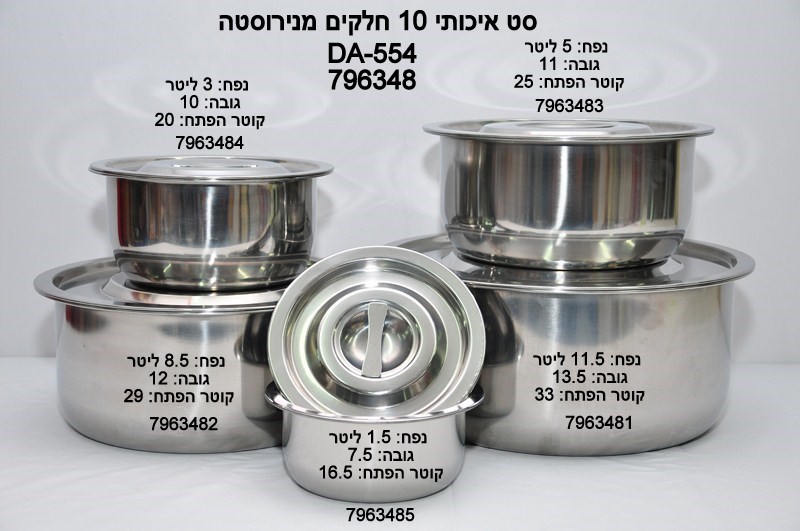 סט איכותי 10 חלקים מנירוסטה
DA-554
796348
נפח: 3 ליטר
גובה: 10
קוטר הפתח: 20
7963484
נפח: 5 ליטר
גובה: 11
קוטר הפתח: 25
7963483
נפח: 8.5 ליטר
גובה: 12
קוטר הפתח: 29
7963482
נפח: 11.5 ליטר
גובה: 13.5
קוטר הפתח: 33
7963481
נפח: 1.5 ליטר
גובה: 7.5
קוטר הפתח: 16.5
7963485